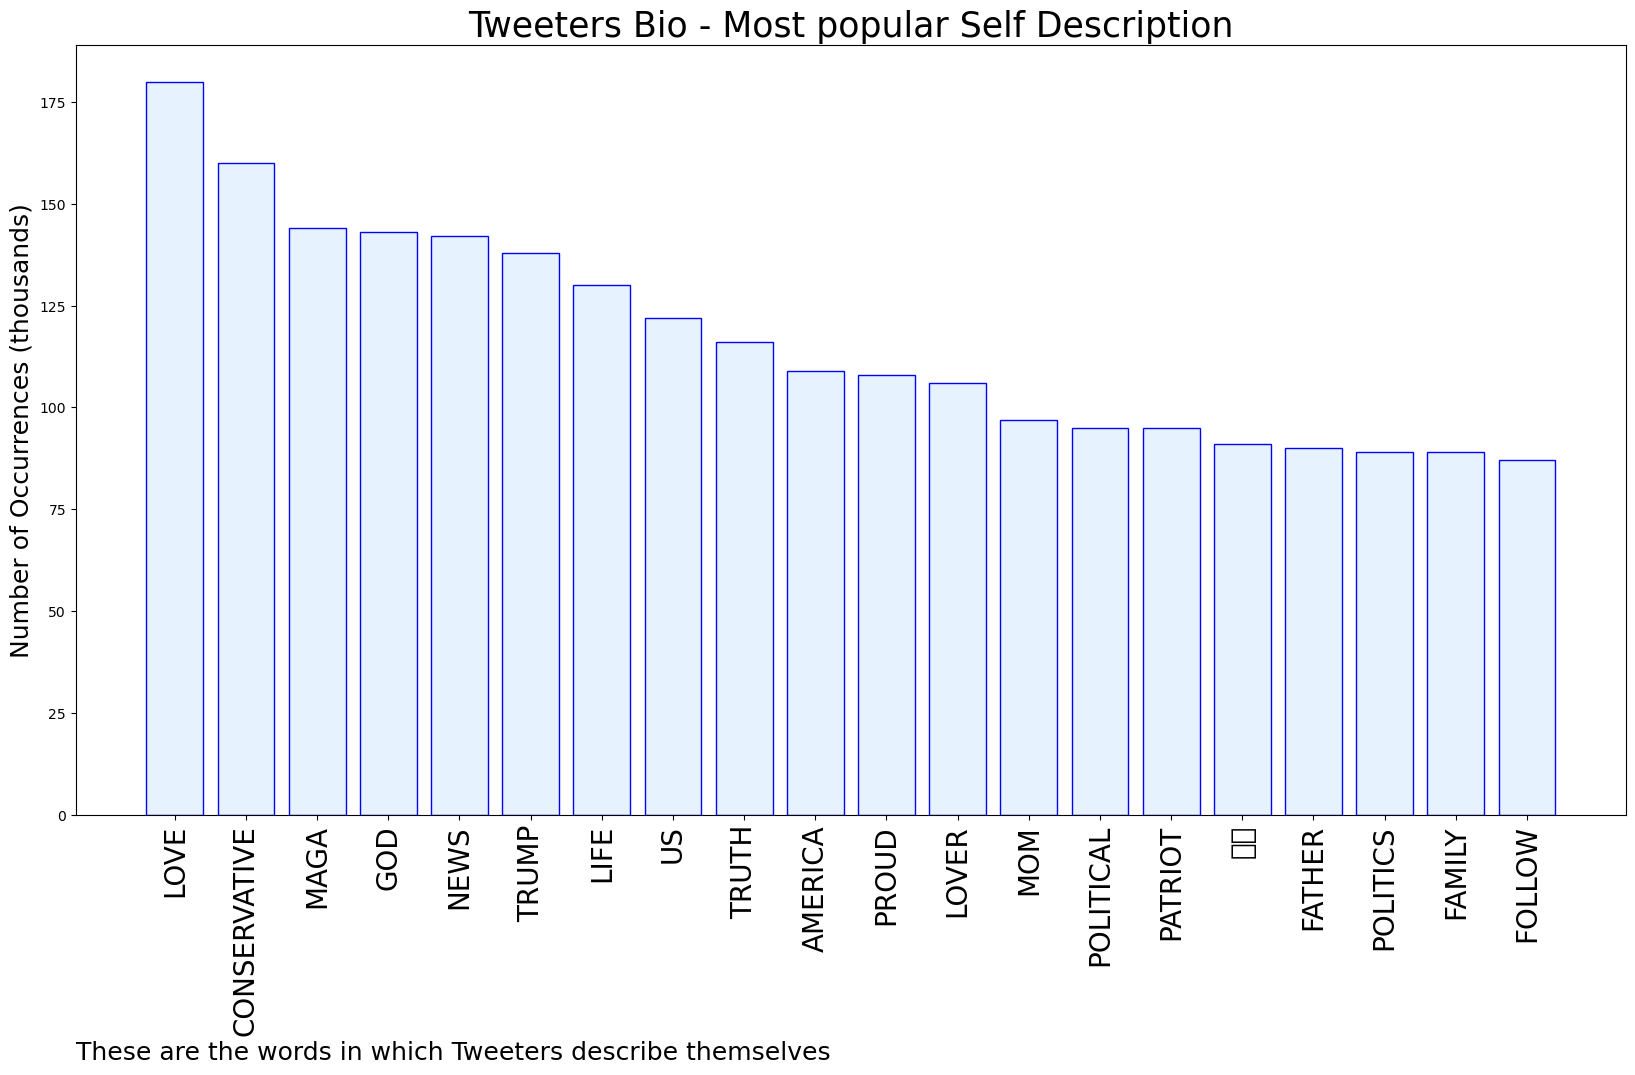 Tweeters Bio - Most popular Self Description
Number of Occurrences (thousands)
175
150
125
100
75
50
25
0
LOVE
CONSERVATIVE
MAGA
GOD
NEWS
TRUMP
LIFE
US
TRUTH
AMERICA
PROUD
LOVER
MOM
POLITICAL
PATRIOT
FATHER
POLITICS
FAMILY
FOLLOW
These are the words in which Tweeters describe themselves